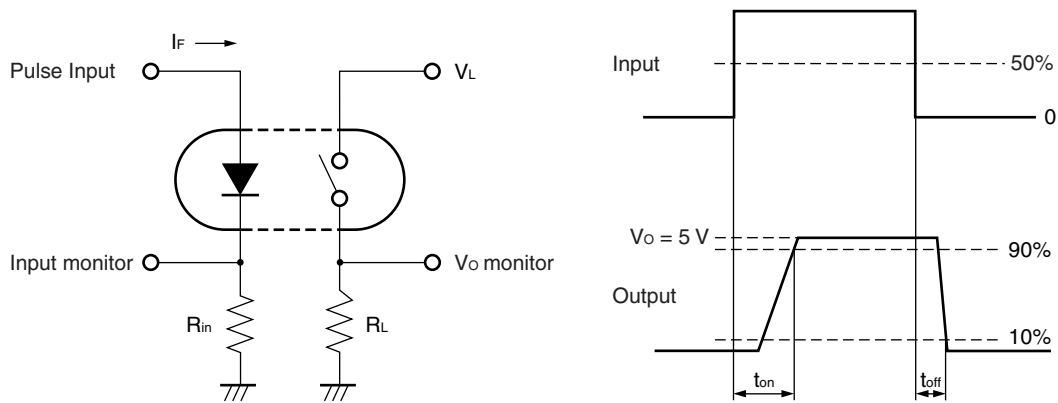 IF
Pulse Input
VL
Input monitor
VO monitor
Rin
RL
Input
50%
0
VO = 5 V
90%
Output
10%
ton
toff